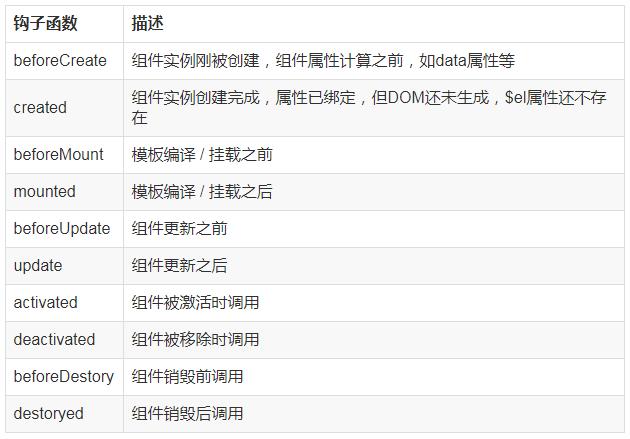 钩子函数 描述
beforeCreate 组件实例刚被创建，组件属性计算之前，如data属性等
created 组件实例创建完成，属性已绑定，但DOM还未生成，$el属性还不存
在
beforeMount 模板编译 / 挂载之前
mounted 模板编译 / 挂载之后
beforeUpdate 组件更新之前
update 组件更新之后
activated 组件被激活时调用
deactivated 组件被移除时调用
beforeDestory 组件销毁前调用
destoryed 组件销毁后调用